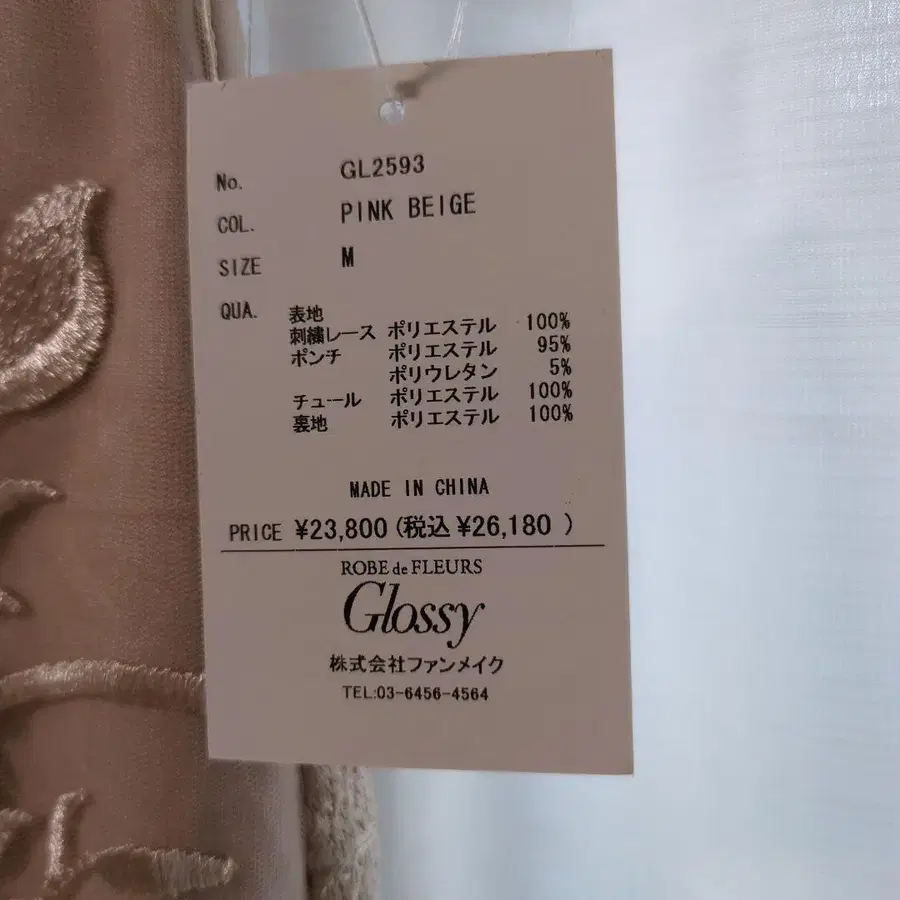 No. GL2593
COL. PINK BEIGE
SIZE M
QUA. 表地
刺繍レース ポリエステル 100%
ポンチ ポリエステル 95%
ポリウレタン 5%
チュール ポリエステル 100%
裏地 ポリエステル 100%
MADE IN CHINA
PRICE ¥23,800 (税込 ¥26,180 )
ROBE de FLEURS
Glossy
株式会社ファンメイク
TEL:03-6456-4564